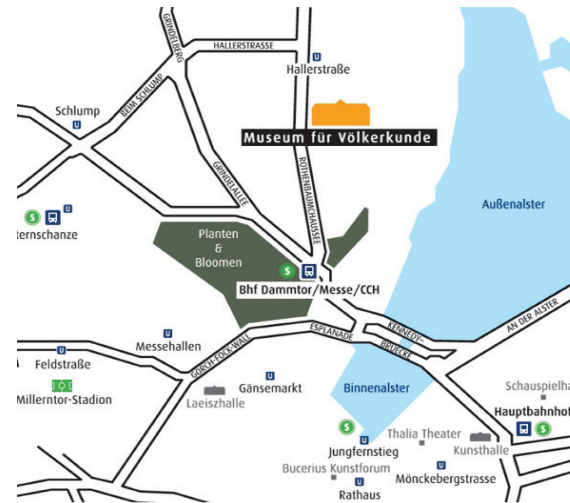 GRINDELBERG
HALLERSTRASSE
U
Hallerstraße
BEIM SCHLUMP
Schlump
U
Museum für Völkerkunde
GRINDELALLEE
ROTHENBAUMCHAUSSEE
Außenalster
S
U
ternschanze
Planten
&
Bloomen
S
Bhf Dammtor/Messe/CCH
KENNEDY-
BRUECKE
AN DER ALSTER
ESPLANADE
GORCH-FOCK-WALL
U
Messehallen
U
Feldstraße
Millerntor-Stadion
Laeiszhalle
U
Gänsemarkt
Binnenalster
Schauspielha
Hauptbahnhof
S
S
U
Jungfernstieg
Thalia Theater
Kunsthalle
Bucerius Kunstforum
U
Rathaus
U
Mönckebergstrasse